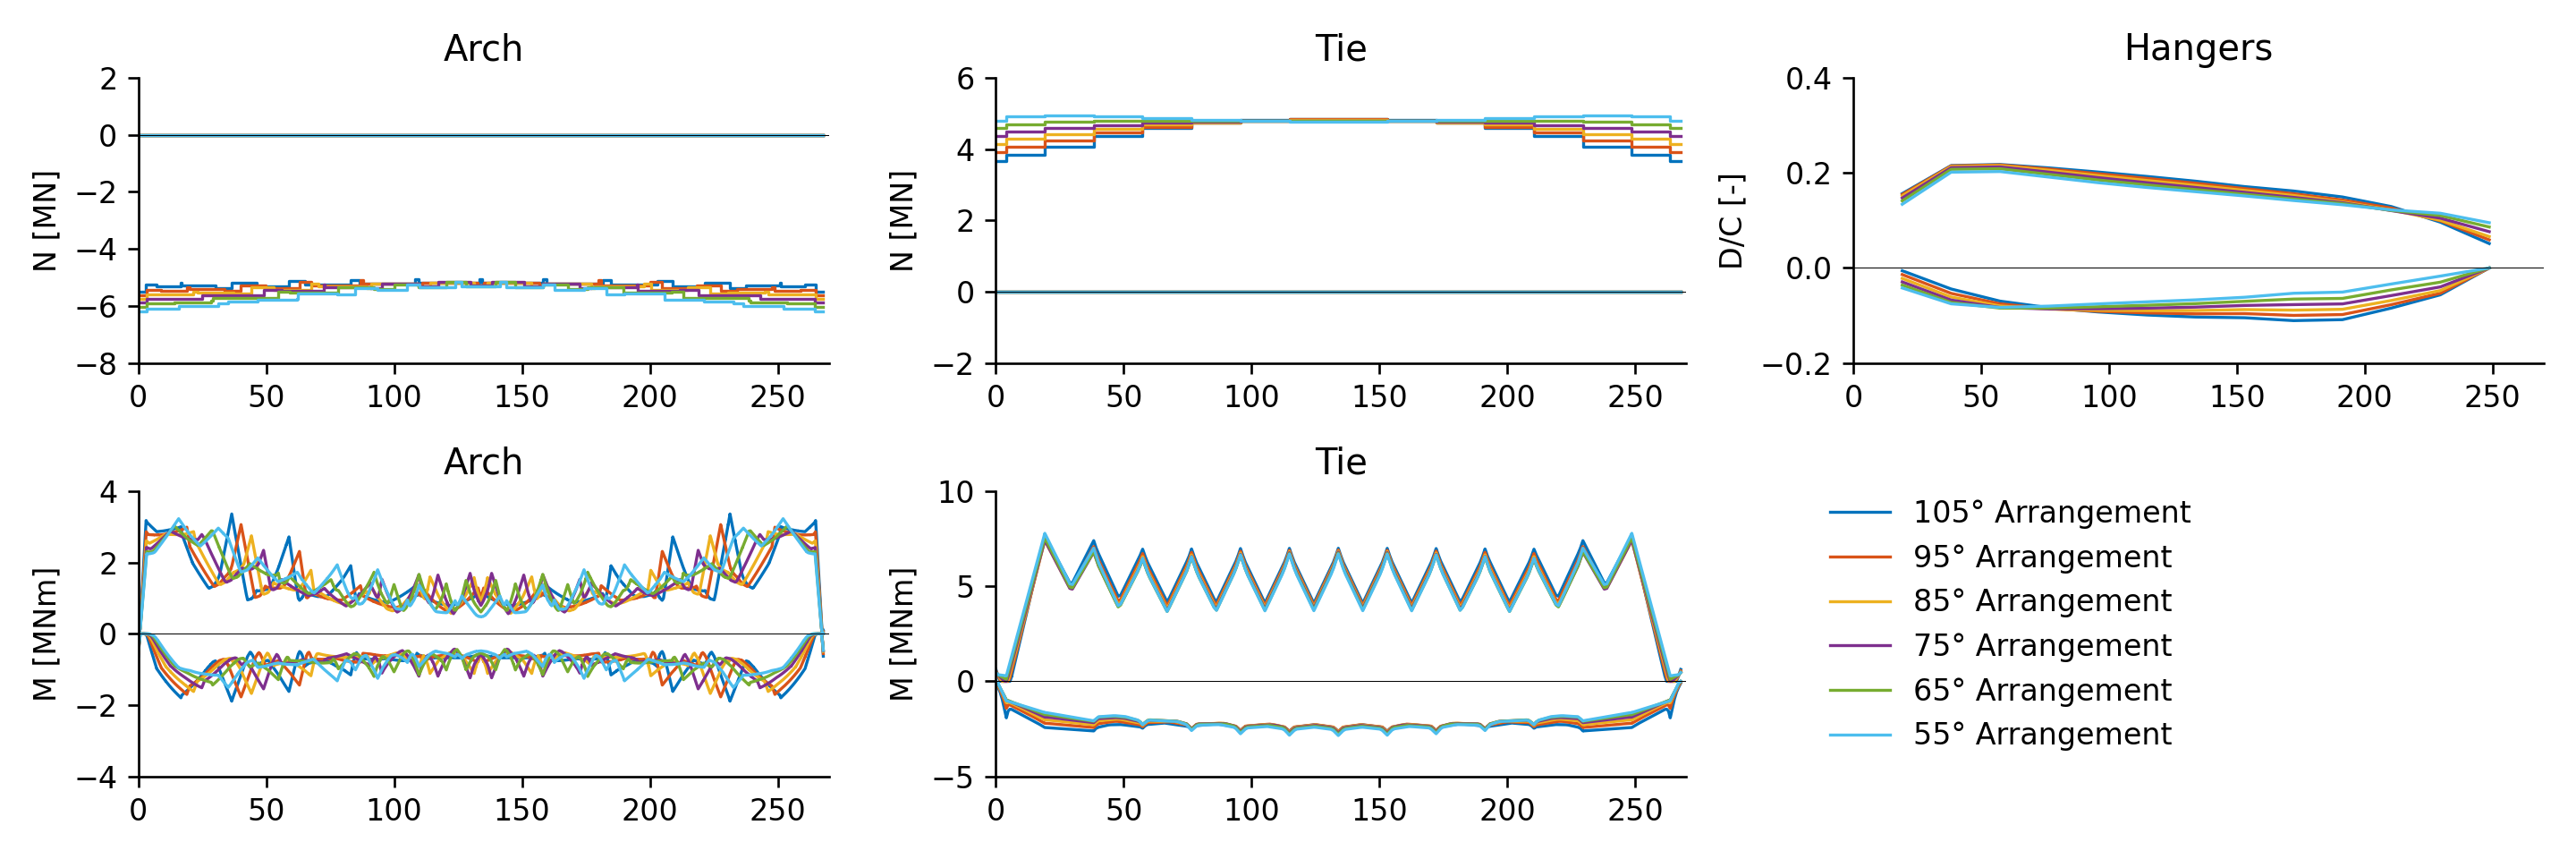 Arch
N [MN]
2
0
−2
−4
−6
−8
0 50 100 150 200 250
Tie
N [MN]
6
4
2
0
−2
0 50 100 150 200 250
Hangers
D/C [-]
0.4
0.2
0.0
−0.2
0 50 100 150 200 250
Arch
M [MNm]
4
2
0
−2
−4
0 50 100 150 200 250
Tie
M [MNm]
10
5
0
−5
0 50 100 150 200 250
105° Arrangement
95° Arrangement
85° Arrangement
75° Arrangement
65° Arrangement
55° Arrangement